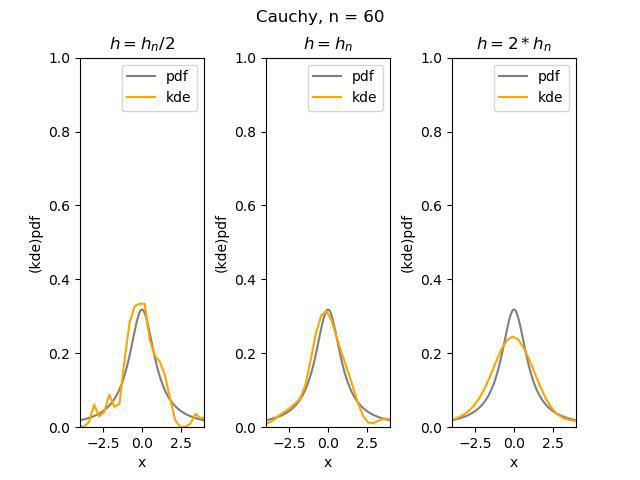 Cauchy, n = 60
h = hₙ/2
h = hₙ
h = 2 * hₙ
pdf
kde
pdf
kde
pdf
kde
1.0
0.8
0.6
0.4
0.2
0.0
(kde)pdf
−2.5 0.0 2.5
x
1.0
0.8
0.6
0.4
0.2
0.0
(kde)pdf
−2.5 0.0 2.5
x
1.0
0.8
0.6
0.4
0.2
0.0
(kde)pdf
−2.5 0.0 2.5
x